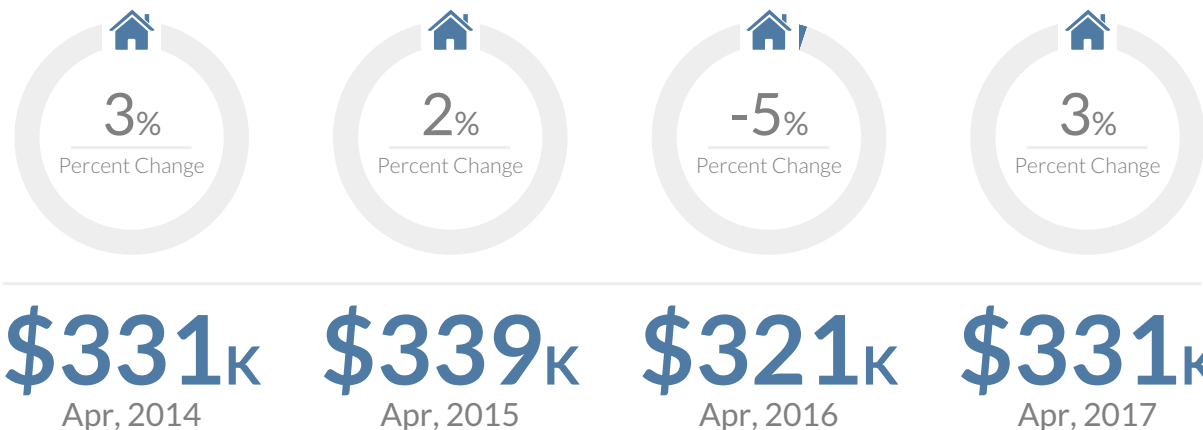 3%
Percent Change
$331K
Apr, 2014
2%
Percent Change
$339K
Apr, 2015
-5%
Percent Change
$321K
Apr, 2016
3%
Percent Change
$331K
Apr, 2017